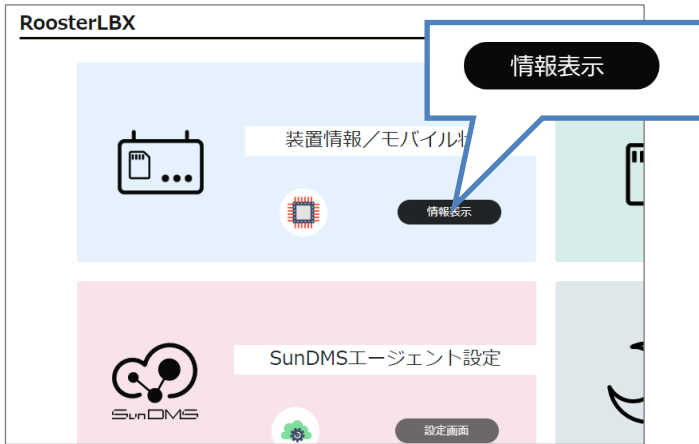 RoosterLBX
情報表示
装置情報／モバイル
情報表示
SunDMSエージェント設定
SunDMS
設定画面